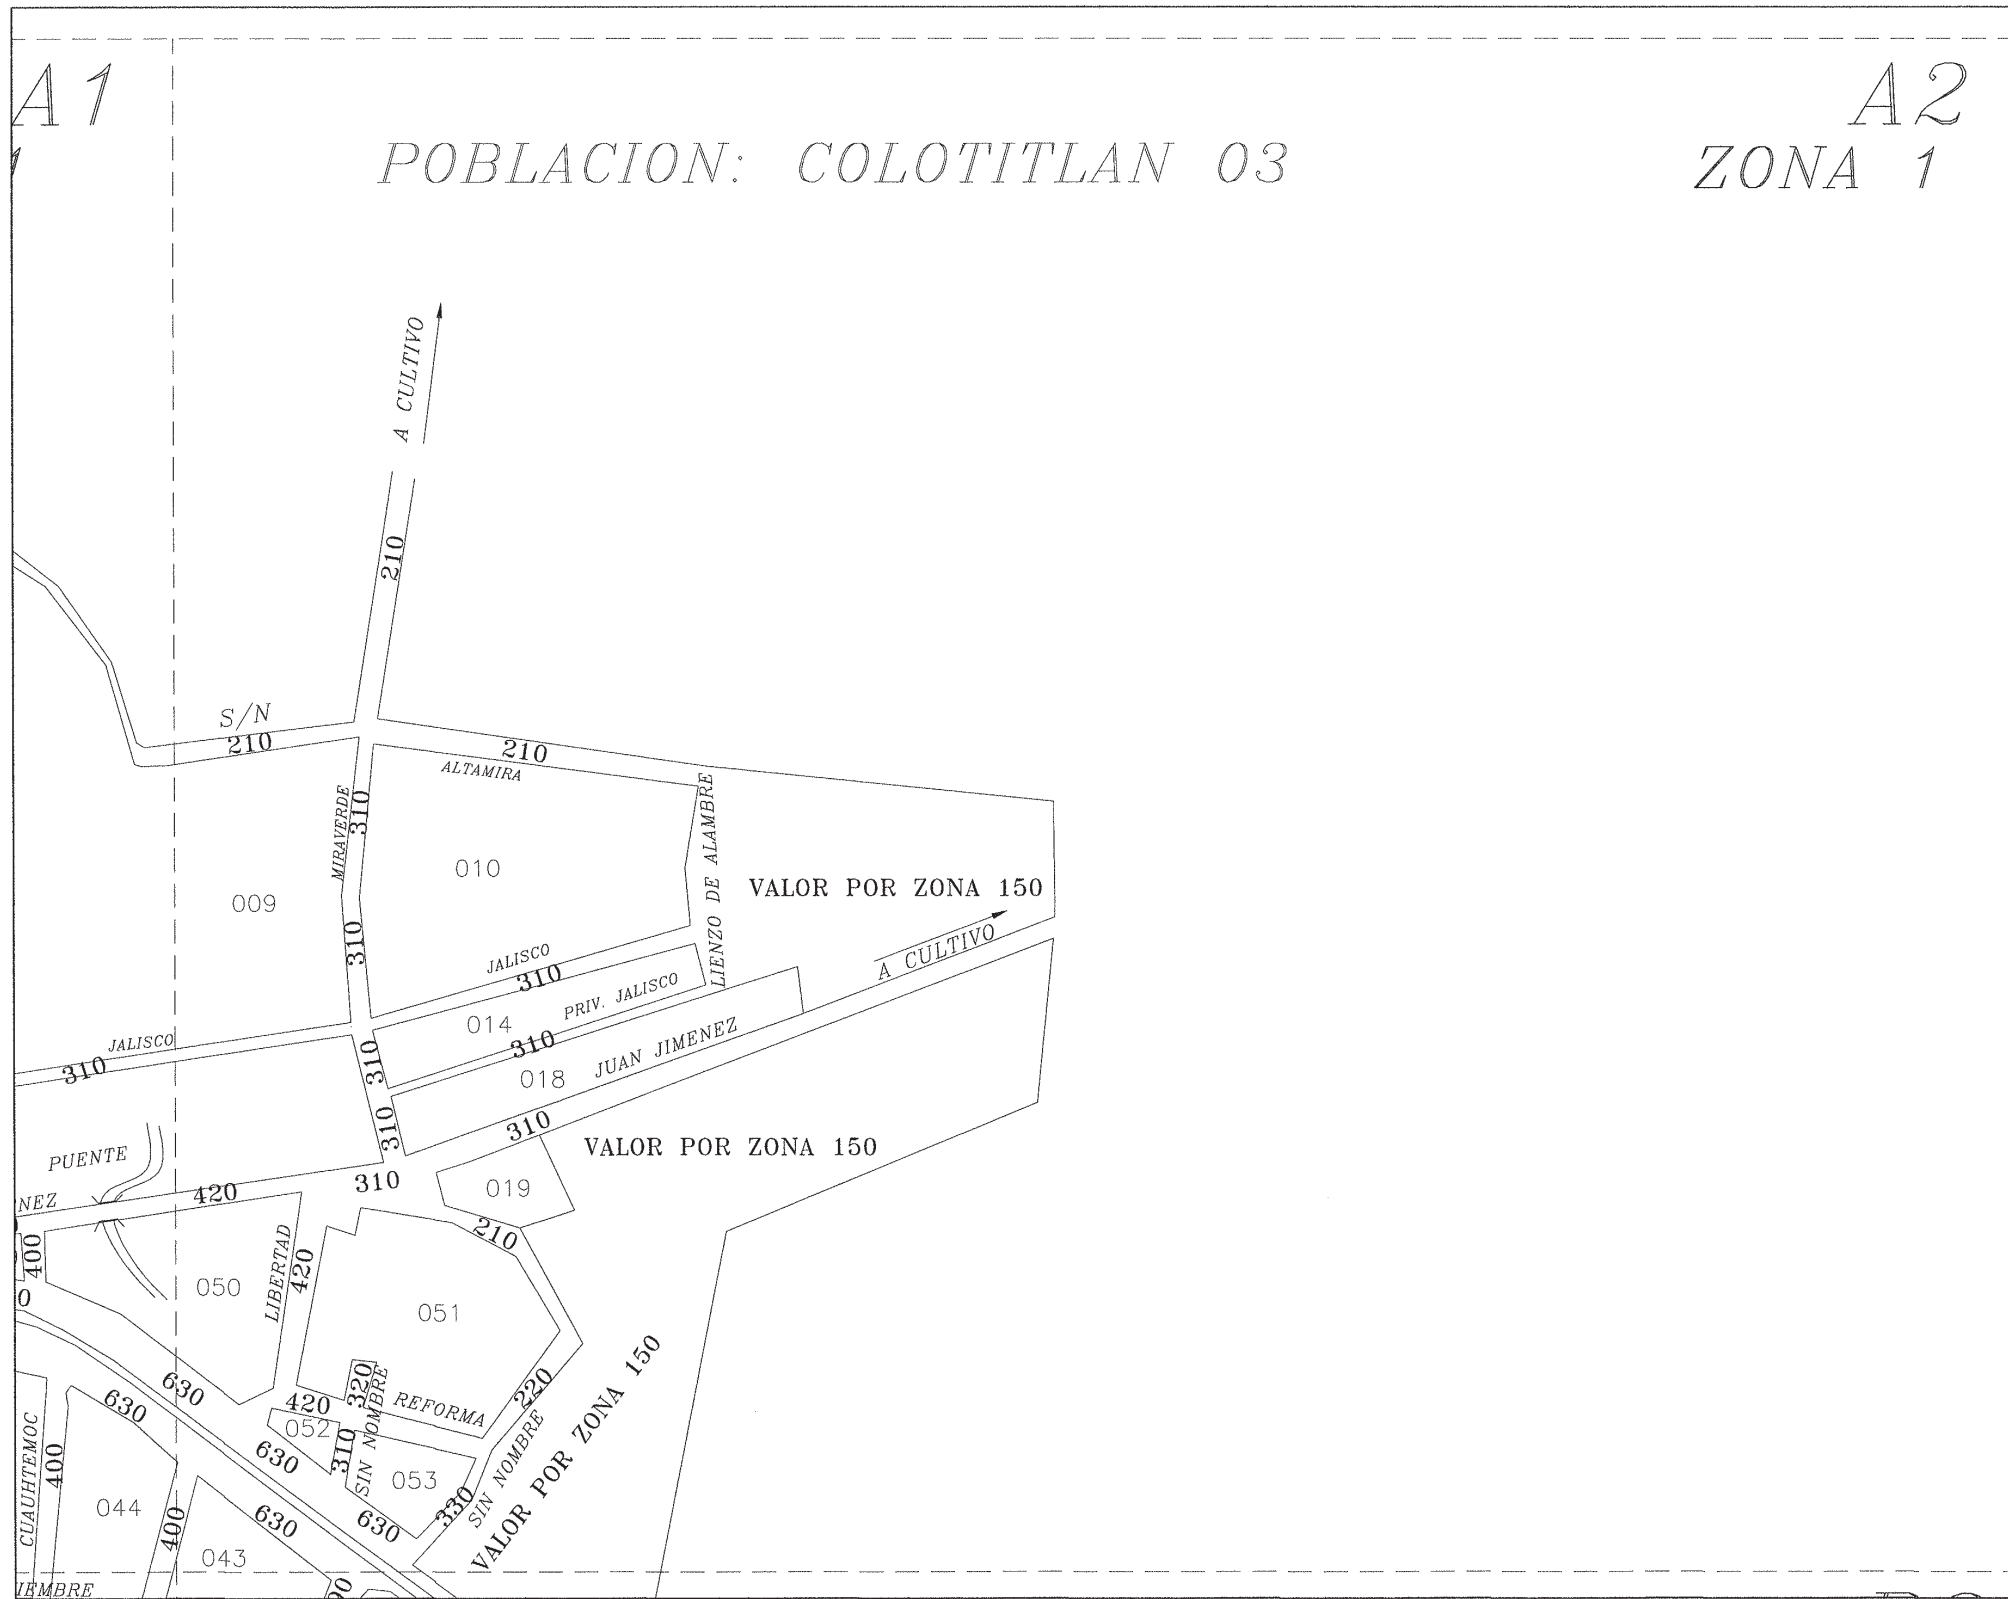 A1
A2
1
POBLACION: COLOTITLAN 03
ZONA 1
A CULTIVO
210
S/N
210
210
ALTAMIRA
MIRAVERDE
310
LIENZO DE ALAMBRE
010
009
VALOR POR ZONA 150
310
A CULTIVO
JALISCO
310
PRIV. JALISCO
014
310
JUAN JIMENEZ
018
JALISCO
310
310
310
310
VALOR POR ZONA 150
PUENTE
NEZ
420
310
019
210
400
LIBERTAD
420
050
0
051
VALOR POR ZONA 150
630
630
320
SIN NOMBRE
420
REFORMA
220
052
310
630
053
SIN NOMBRE
330
CUAUHTEMOC
400
044
400
630
630
043
IEMBRE